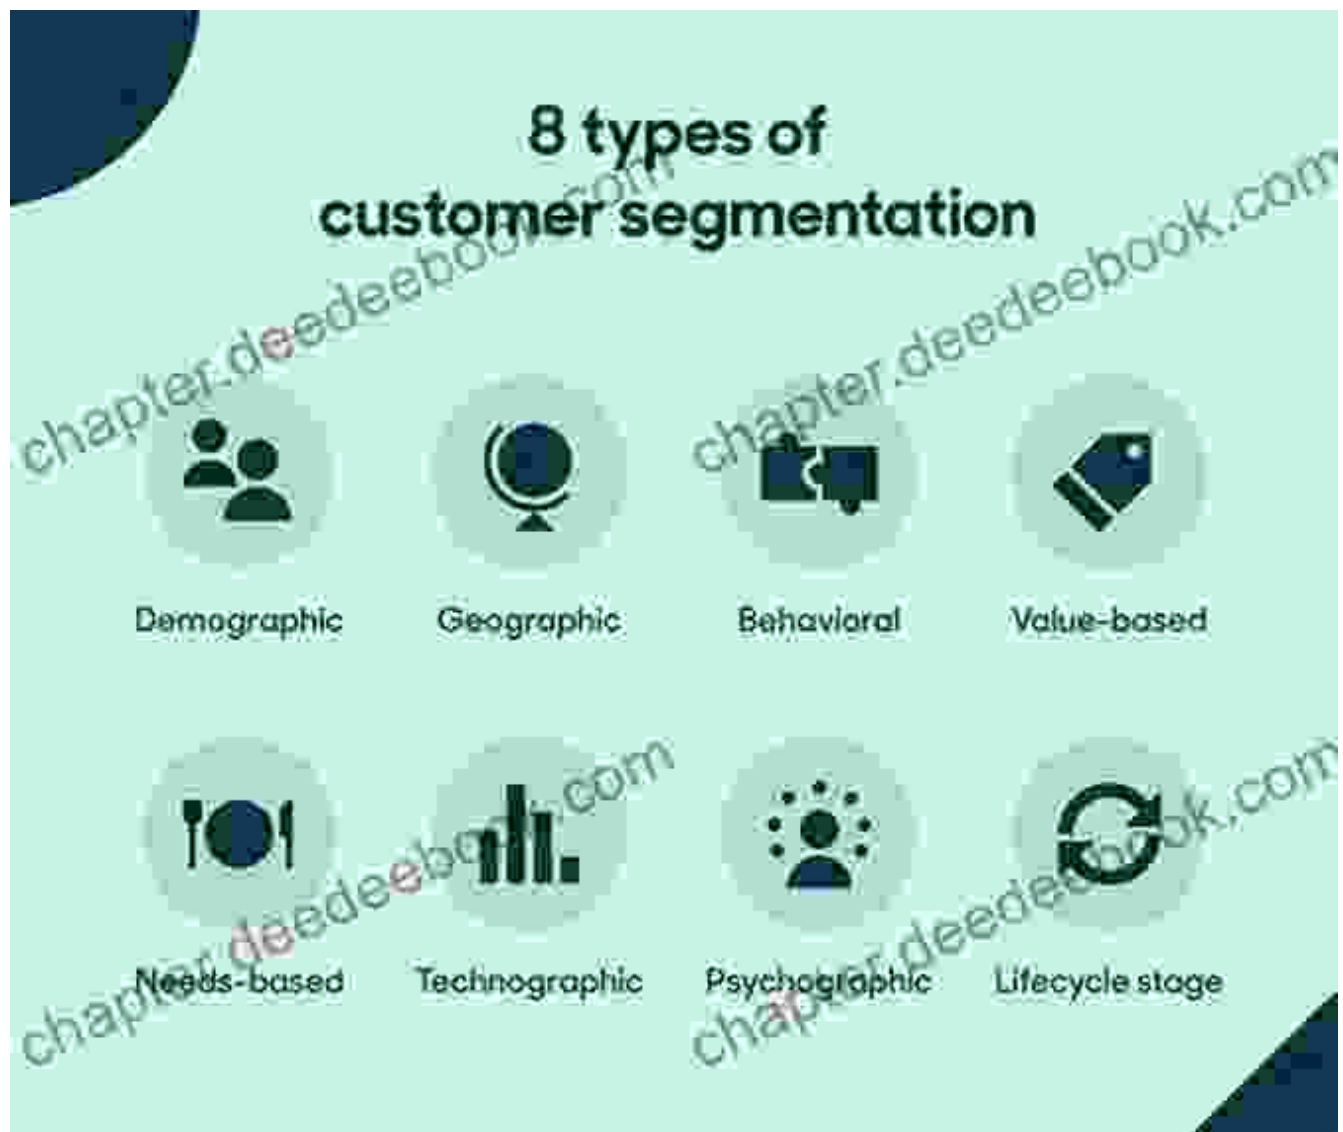 8 types of
customer segmentation
chapter.deedeebook.com
chapter.deedeebook.com
Demographic
Geographic
Behavioral
Value-based
chapter.deedeebook.com
chapter.deedeebook.com
Needs-based
Technographic
Psychographic
Lifecycle stage